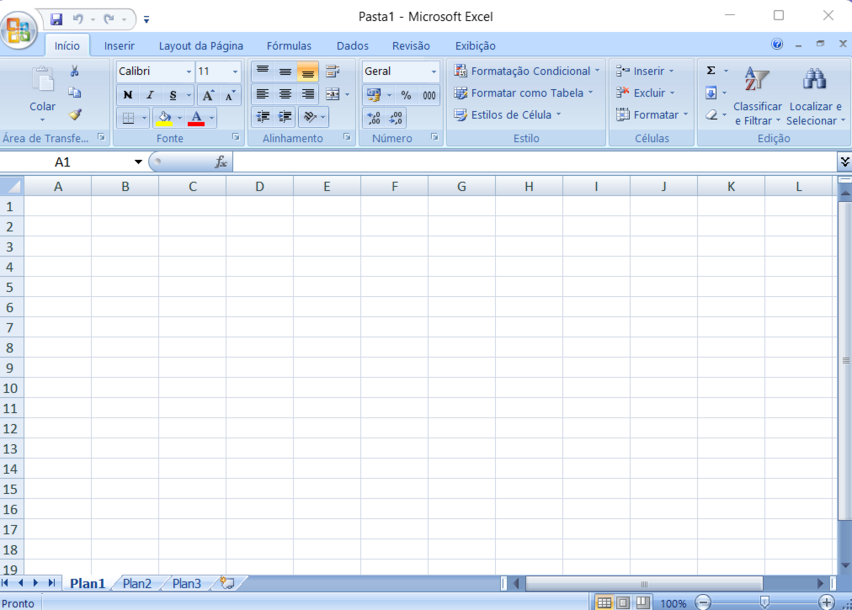 Pasta1 - Microsoft Excel
Início Inserir Layout da Página Fórmulas Dados Revisão Exibição
Colar
Área de Transfe...
Calibri 11
N I S A A
A
Fonte
Alinhamento
Geral
% 000
,00 ,00
Número
Formatação Condicional
Formatar como Tabela
Estilos de Célula
Estilo
Inserir
Excluir
Formatar
Células
Σ
Classificar e Filtrar
Localizar e Selecionar
Edição
A1 fx
A B C D E F G H I J K L
1
2
3
4
5
6
7
8
9
10
11
12
13
14
15
16
17
18
19
Plan1 Plan2 Plan3
Pronto 100%